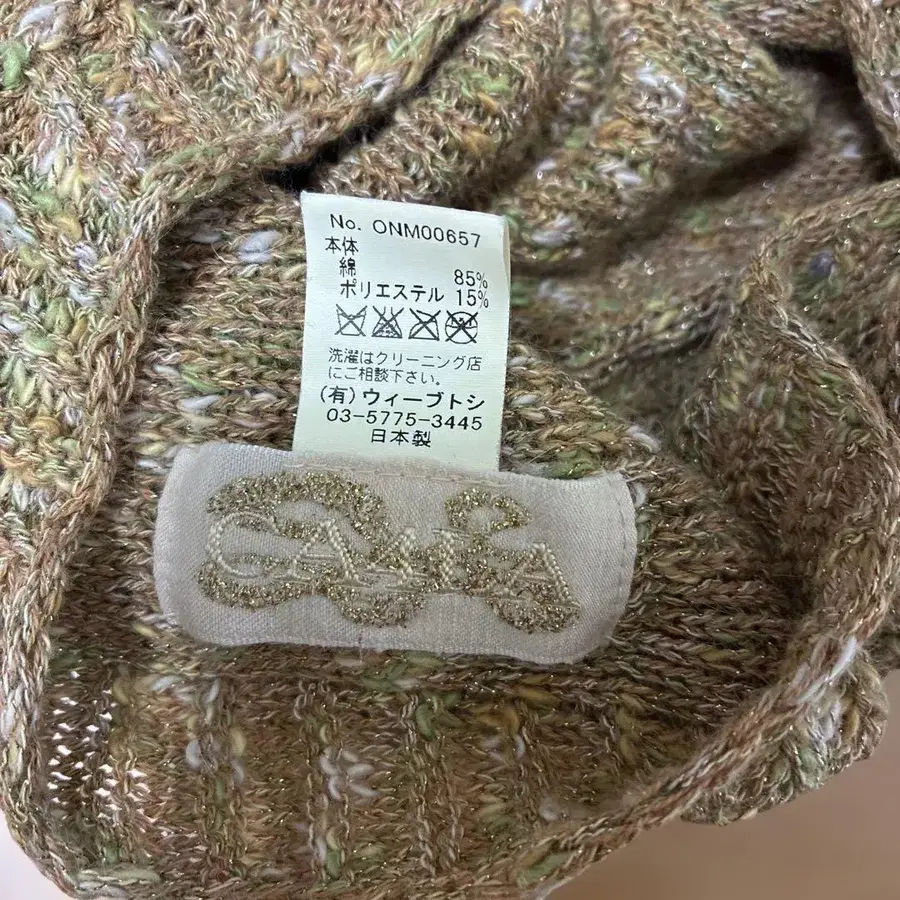 No. ONM00657
本体
綿 85%
ポリエステル 15%
洗濯はクリーニング店
にご相談下さい。
(有)ウィーブトシ
03-5775-3445
日本製
CA4LA